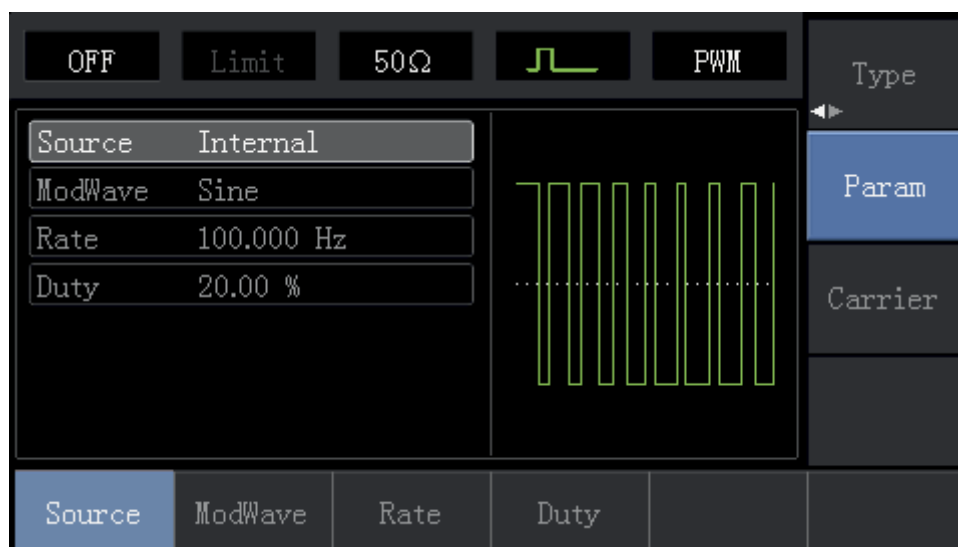 OFF Limit 50Ω PWM
Type
Source Internal
ModWave Sine
Rate 100.000 Hz
Duty 20.00 %
Param
Carrier
Source ModWave Rate Duty